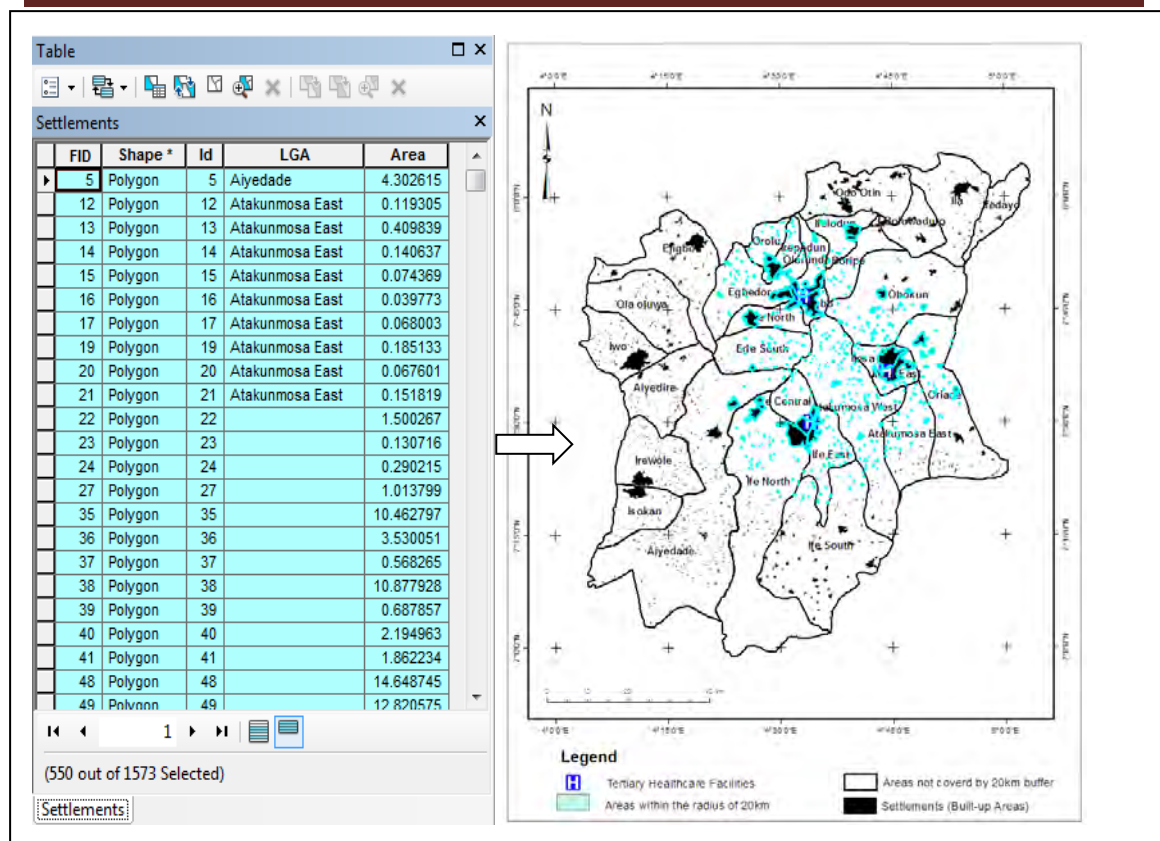 Table
Settlements
FID Shape * Id LGA Area
5 Polygon 5 Aiyedade 4.302615
12 Polygon 12 Atakunmosa East 0.119305
13 Polygon 13 Atakunmosa East 0.409839
14 Polygon 14 Atakunmosa East 0.140637
15 Polygon 15 Atakunmosa East 0.074369
16 Polygon 16 Atakunmosa East 0.039773
17 Polygon 17 Atakunmosa East 0.068003
19 Polygon 19 Atakunmosa East 0.185133
20 Polygon 20 Atakunmosa East 0.067601
21 Polygon 21 Atakunmosa East 0.151819
22 Polygon 22 1.500267
23 Polygon 23 0.130716
24 Polygon 24 0.290215
27 Polygon 27 1.013799
35 Polygon 35 10.462797
36 Polygon 36 3.530051
37 Polygon 37 0.568265
38 Polygon 38 10.877928
39 Polygon 39 0.687857
40 Polygon 40 2.194963
41 Polygon 41 1.862234
48 Polygon 48 14.648745
49 Polygon 49 12.820575
1
(550 out of 1573 Selected)
Settlements
N
Odo Otin
Ila
Ifelodun
Orolu
Olorunda
Boripe
Egbedor
Obokun
Ola oluwa
North
Iwo
Ede South
East
Aiyedire
Oriade
Central
West
Atakumosa East
Ife East
Irewole
Ife North
Isokan
Ife South
Aiyedade
Legend
Tertiary Healthcare Facilities
Areas within the radius of 20km
Areas not coverd by 20km buffer
Settlements (Built-up Areas)